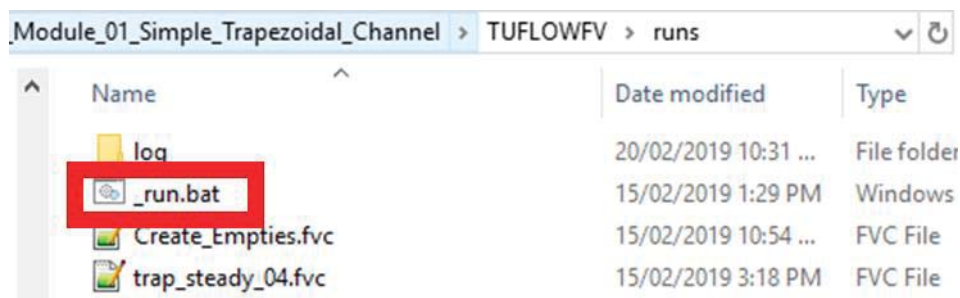 _Module_01_Simple_Trapezoidal_Channel > TUFLOWFV > runs
Name Date modified Type
log 20/02/2019 10:31 ... File folder
_run.bat 15/02/2019 1:29 PM Windows
Create_Empties.fvc 15/02/2019 10:54 ... FVC File
trap_steady_04.fvc 15/02/2019 3:18 PM FVC File